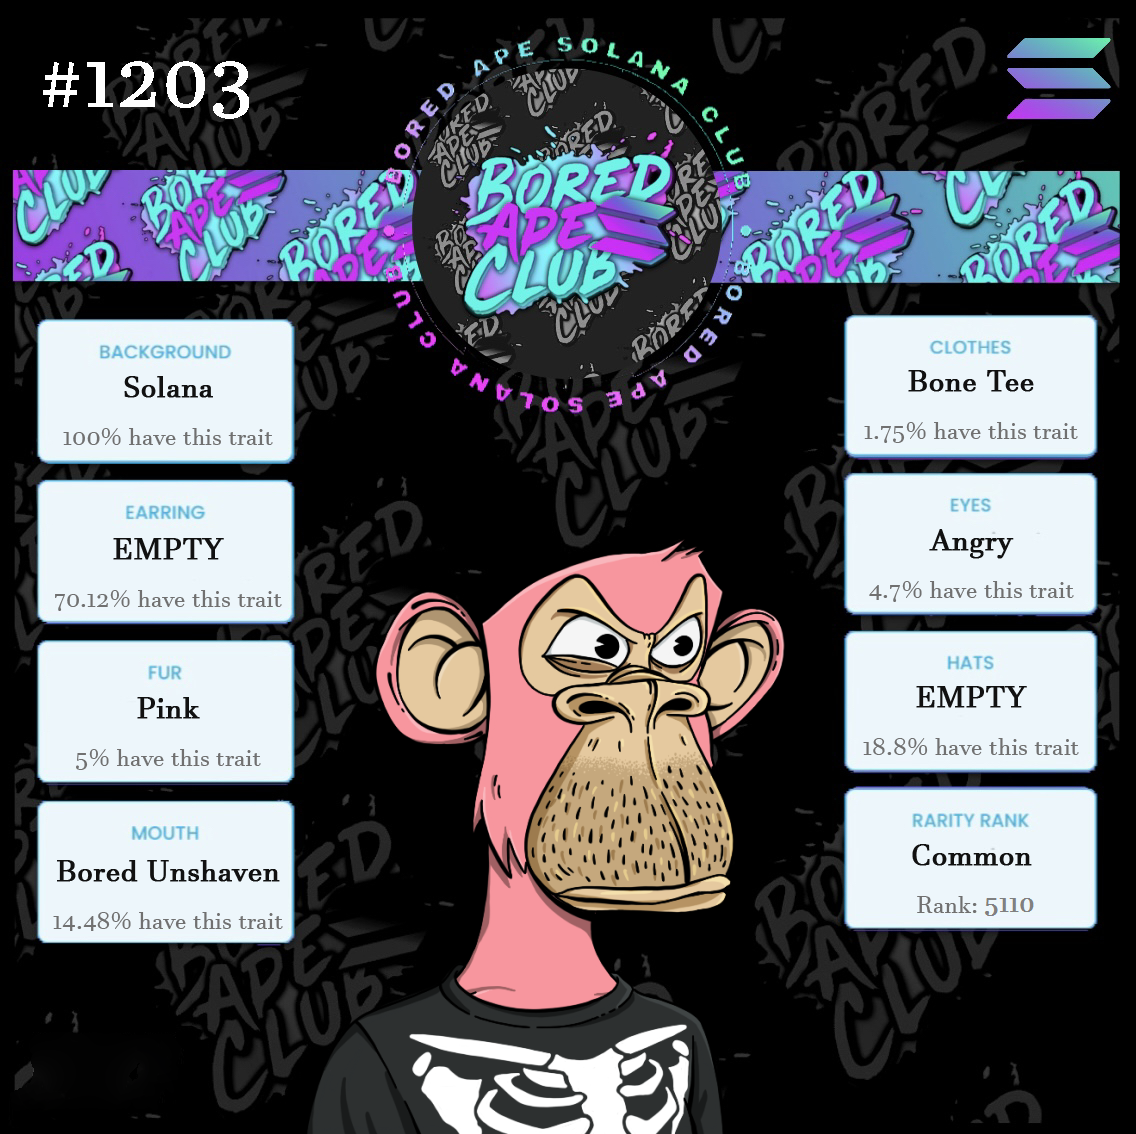 #1203
BORED APE SOLANA CLUB
BORED
APE
CLUB
BORED APE SOLANA CLUB
BACKGROUND
Solana
100% have this trait
EARRING
EMPTY
70.12% have this trait
FUR
Pink
5% have this trait
MOUTH
Bored Unshaven
14.48% have this trait
CLOTHES
Bone Tee
1.75% have this trait
EYES
Angry
4.7% have this trait
HATS
EMPTY
18.8% have this trait
RARITY RANK
Common
Rank: 5110